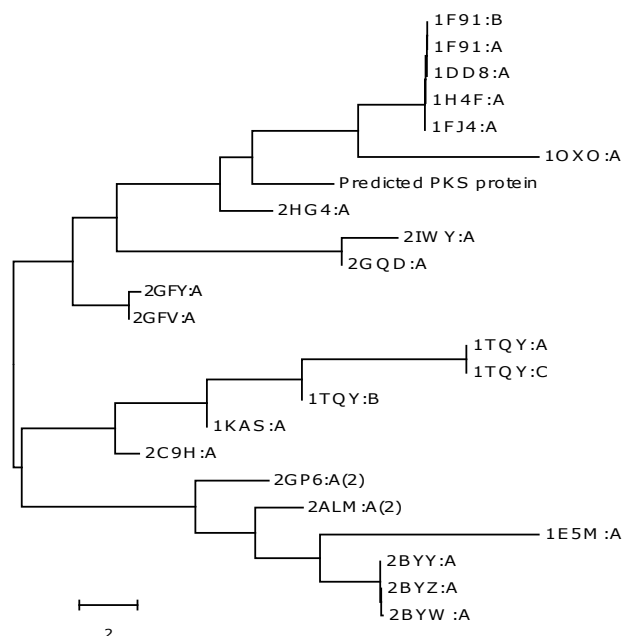 1F91:B
1F91:A
1DD8:A
1H4F:A
1FJ4:A
1OXO:A
Predicted PKS protein
2HG4:A
2IWY:A
2GQD:A
2GFY:A
2GFV:A
1TQY:A
1TQY:C
1TQY:B
1KAS:A
2C9H:A
2GP6:A(2)
2ALM:A(2)
1E5M:A
2BYY:A
2BYZ:A
2BYW:A
2